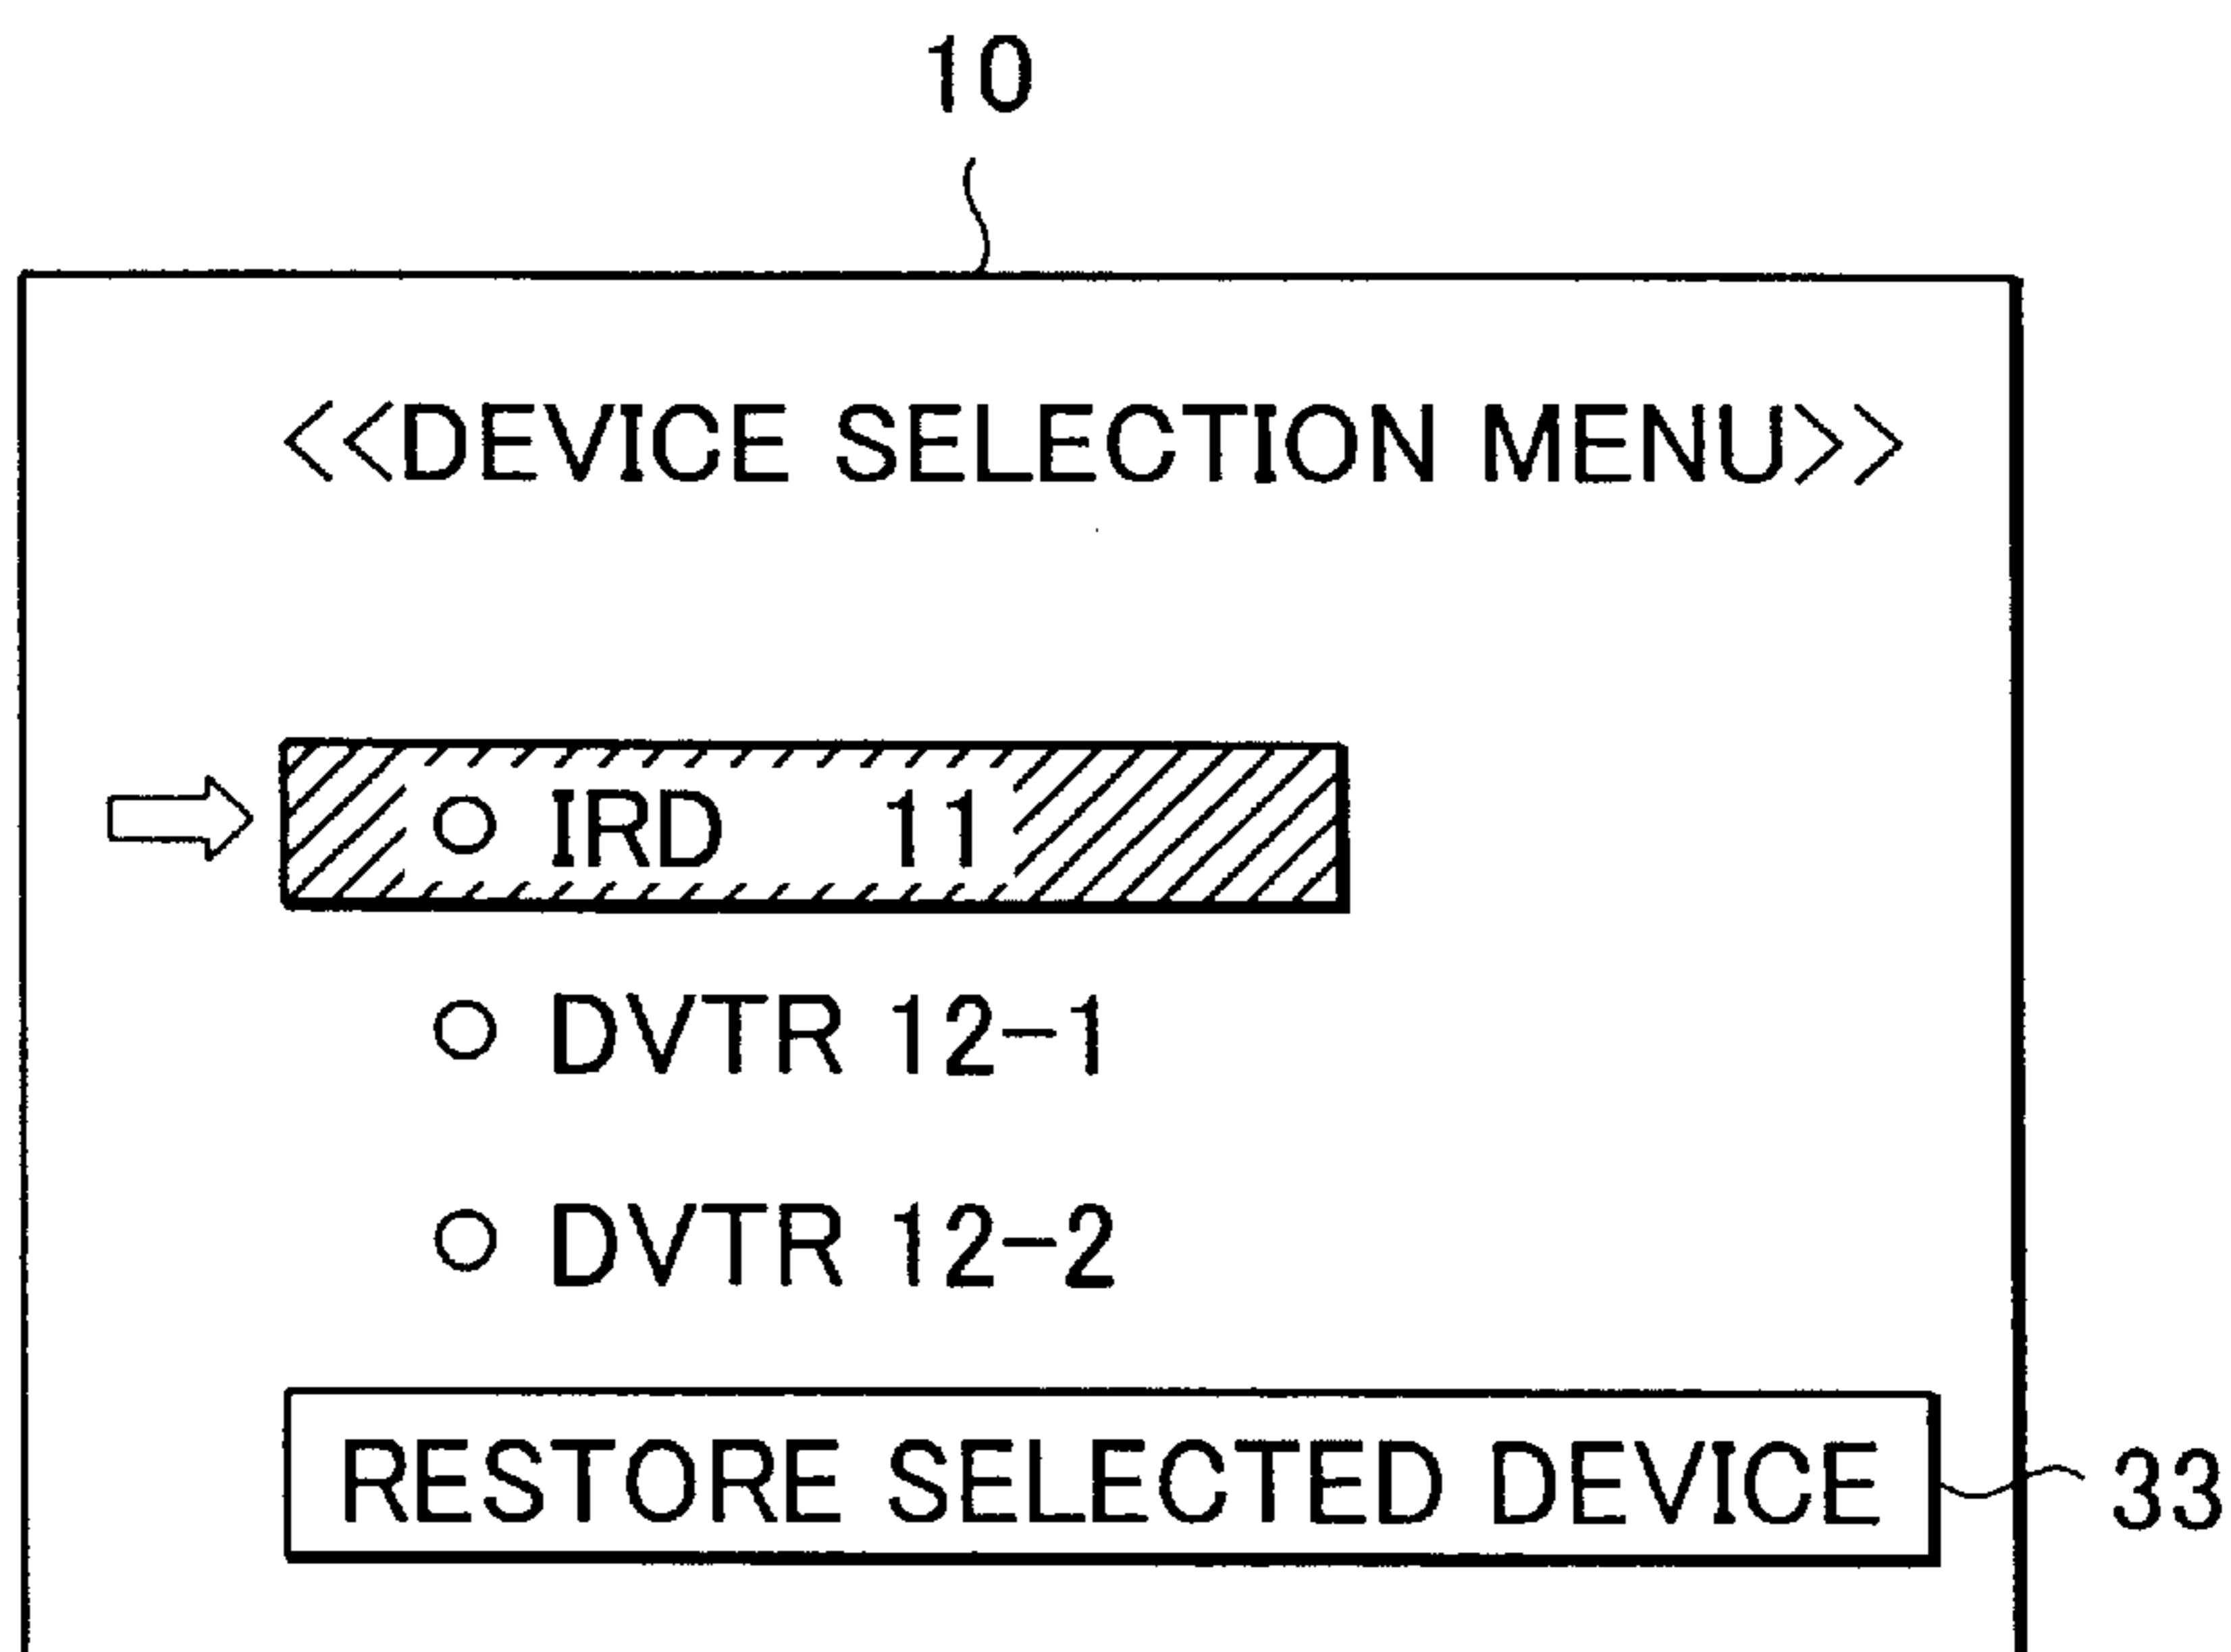 10
<<DEVICE SELECTION MENU>>
○ IRD 11
○ DVTR 12-1
○ DVTR 12-2
RESTORE SELECTED DEVICE 33